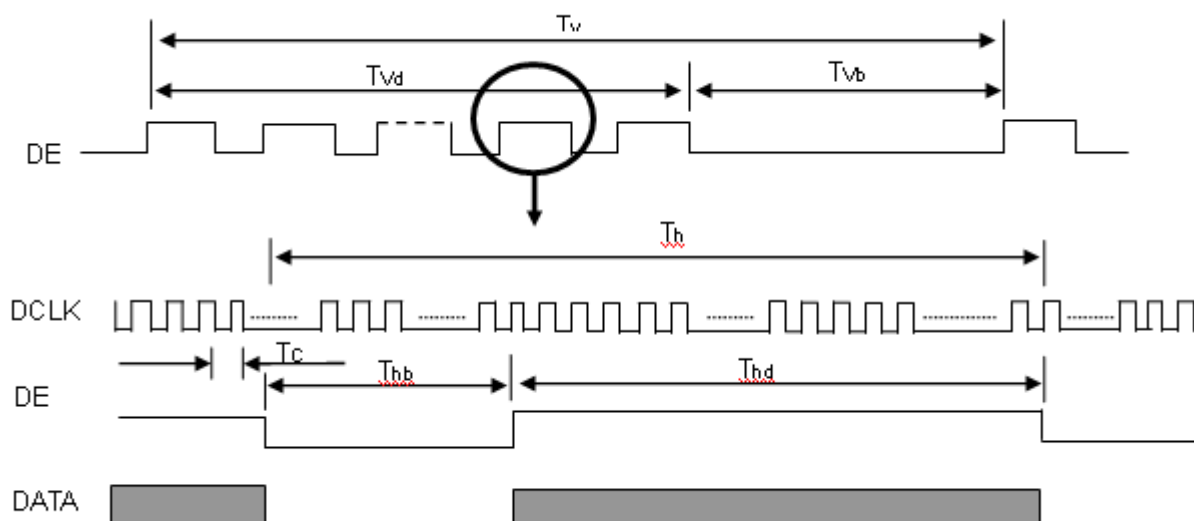 Tv
TVd
TVb
DE
Th
DCLK
Tc
Thb
Thd
DE
DATA